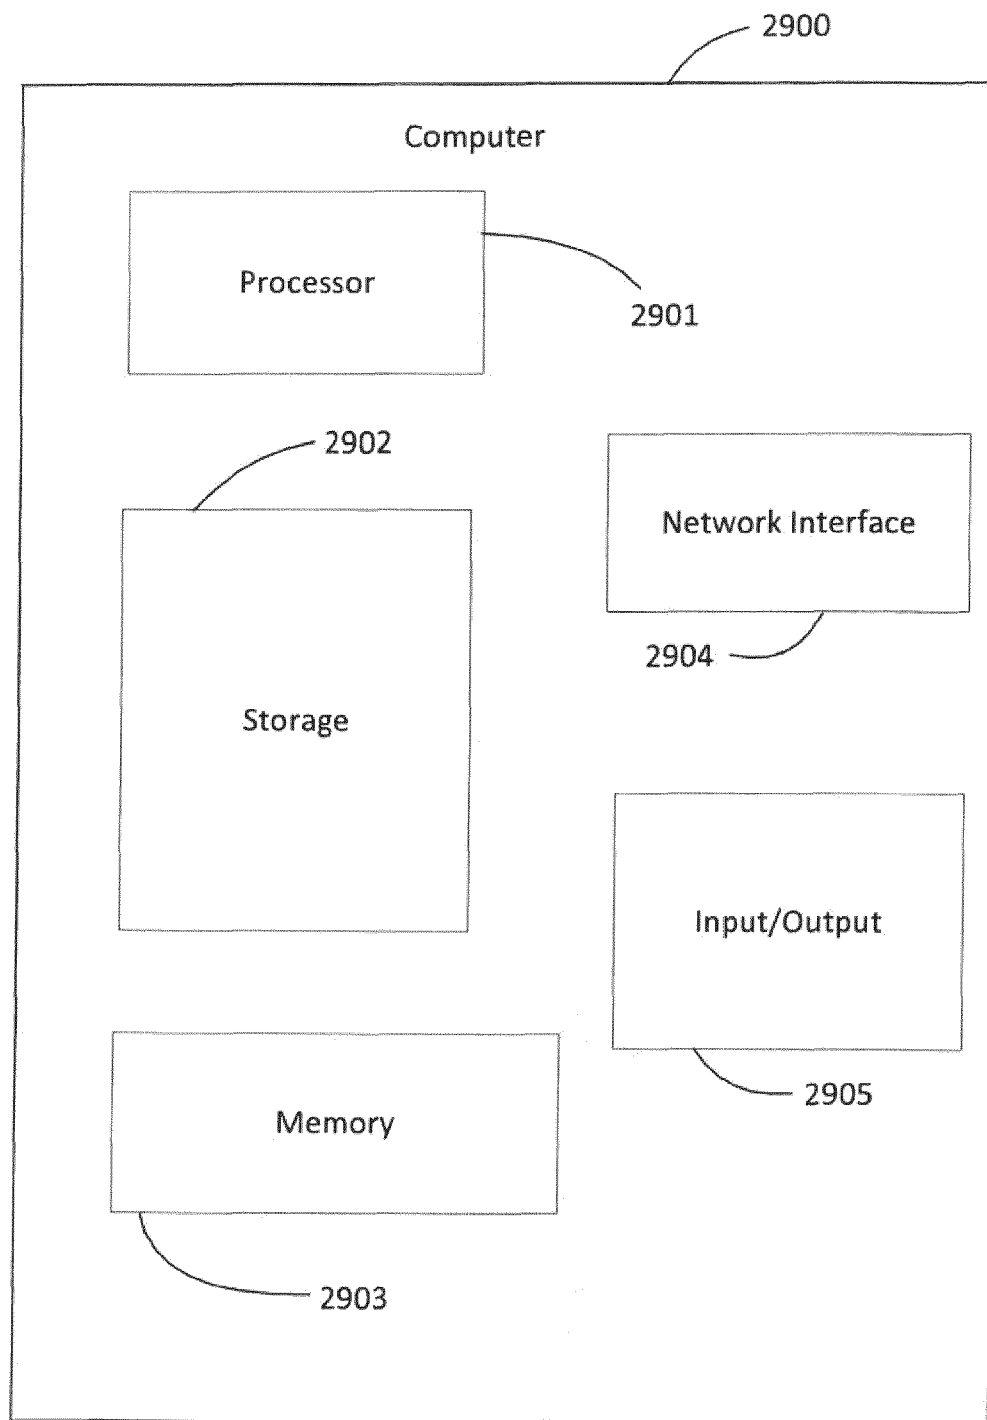 2900
Computer
Processor
2901
2902
Network Interface
2904
Storage
Input/Output
2905
Memory
2903